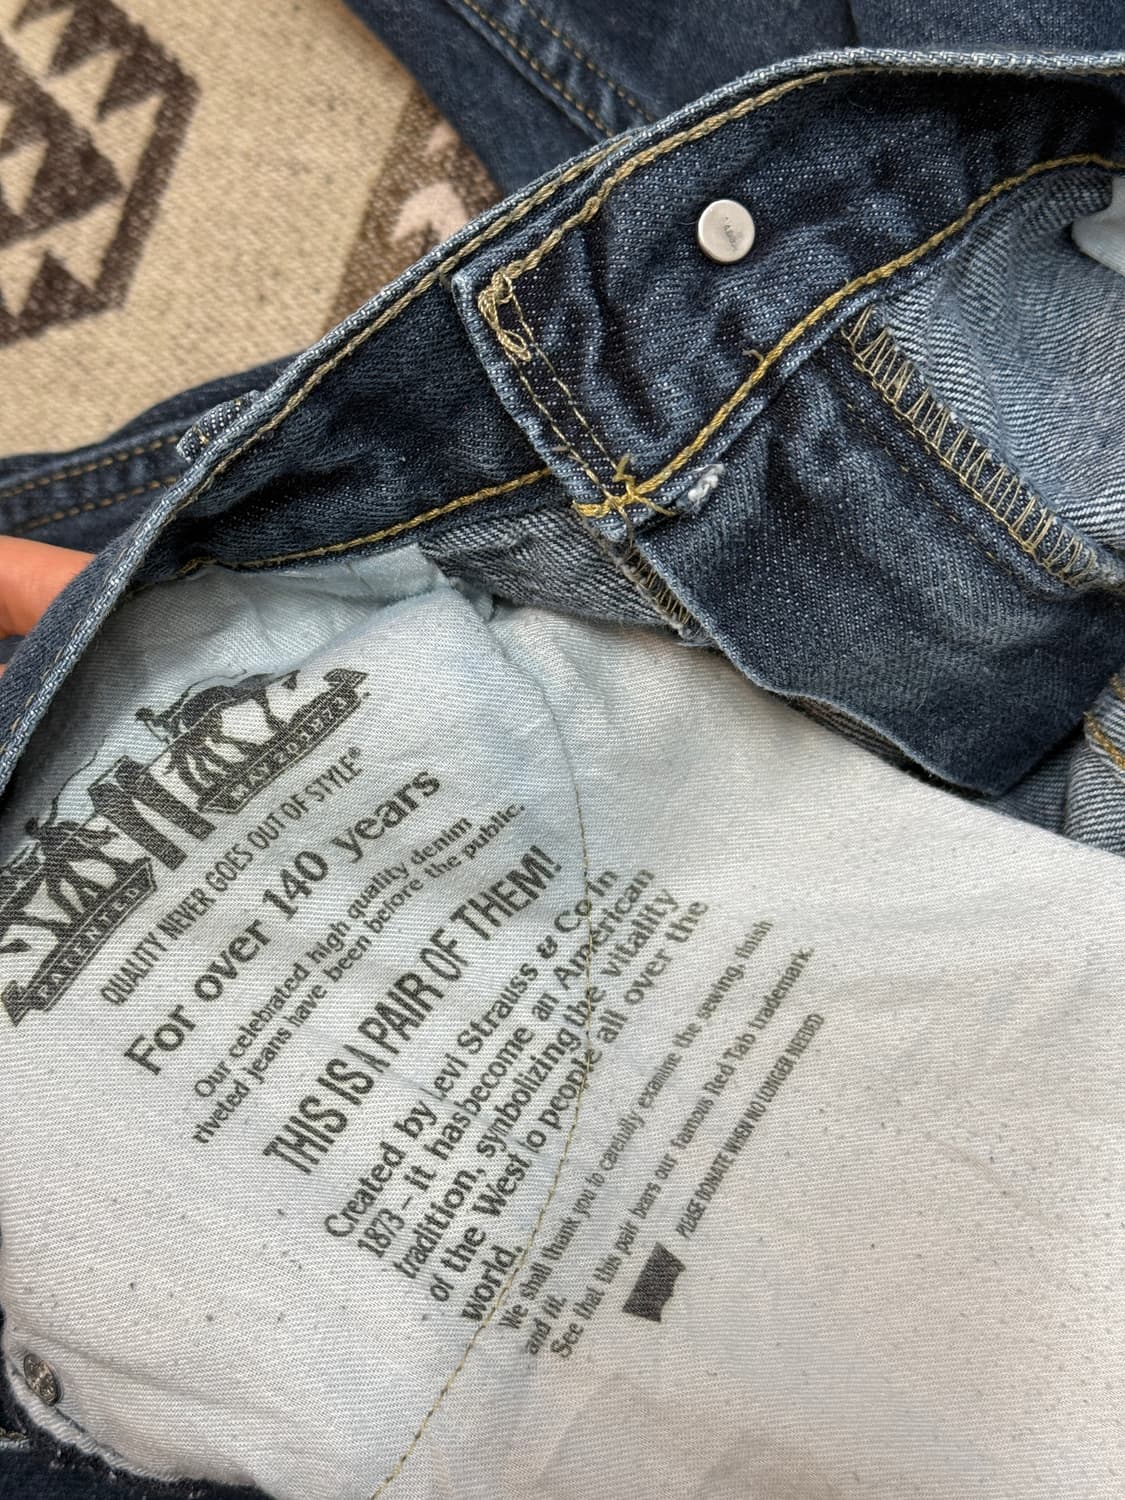 MAY 20 1873
PATENTED
QUALITY NEVER GOES OUT OF STYLE®
For over 140 years
Our celebrated high quality denim
riveted jeans have been before the public.
THIS IS A PAIR OF THEM!
Created by Levi Strauss & Co in
1873 – it has become an American
tradition, symbolizing the vitality
of the West to people all over the
world.
We shall thank you to carefully examine the sewing, finish
and fit.
See that this pair bears our famous Red Tab trademark.
PLEASE DONATE WHEN NO LONGER NEEDED